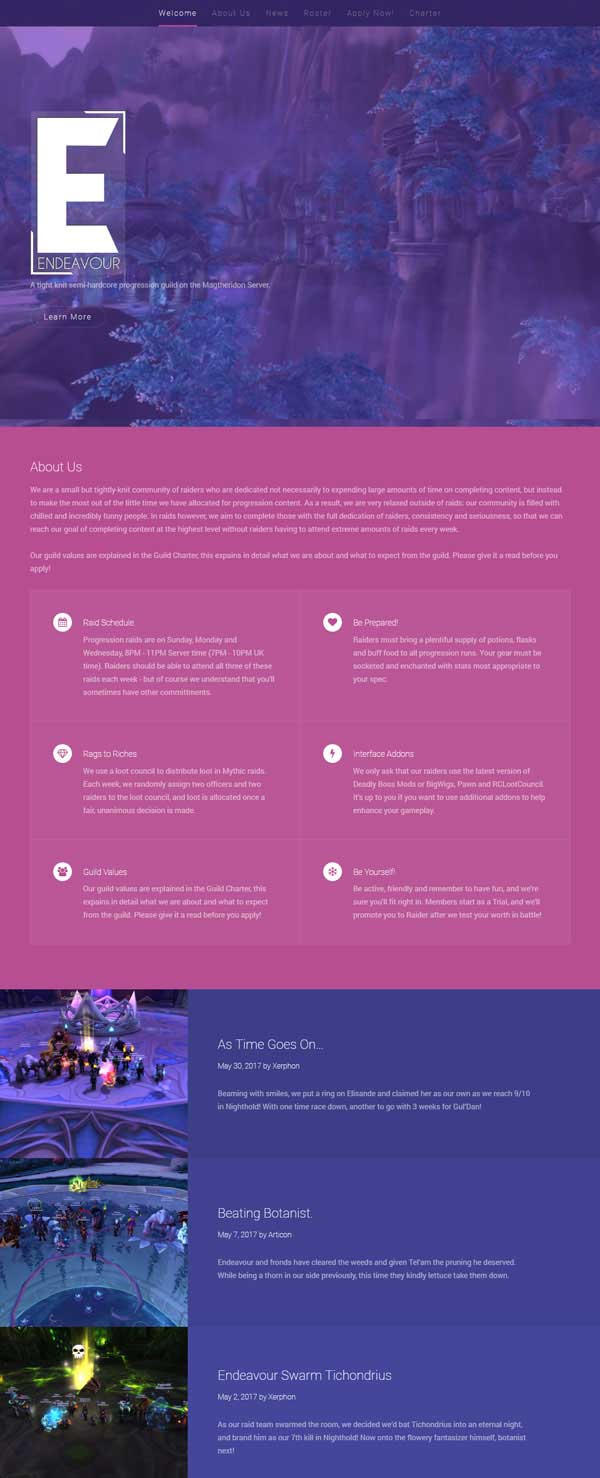 Welcome About Us News Roster Apply Now! Charter
E
ENDEAVOUR
A tight knit semi-hardcore progression guild on the Magtheridon Server.
Learn More
About Us
We are a small but tightly-knit community of raiders who are dedicated not necessarily to expending large amounts of time on completing content, but instead
to make the most out of the little time we have allocated for progression content. As a result, we are very relaxed outside of raids: our community is filled with
chilled and incredibly funny people. In raids however, we aim to complete those with the full dedication of raiders, consistency and seriousness, so that we can
reach our goal of completing content at the highest level without raiders having to attend extreme amounts of raids every week.
Our guild values are explained in the Guild Charter, this expains in detail what we are about and what to expect from the guild. Please give it a read before you
apply!
Raid Schedule
Progression raids are on Sunday, Monday and
Wednesday, 8PM - 11PM Server time (7PM - 10PM UK
time). Raiders should be able to attend all three of these
raids each week - but of course we understand that you'll
sometimes have other committments.
Be Prepared!
Raiders must bring a plentiful supply of potions, flasks
and buff food to all progression runs. Your gear must be
socketed and enchanted with stats most appropriate to
your spec.
Rags to Riches
We use a loot council to distribute loot in Mythic raids.
Each week, we randomly assign two officers and two
raiders to the loot council, and loot is allocated once a
fair, unanimous decision is made.
Interface Addons
We only ask that our raiders use the latest version of
Deadly Boss Mods or BigWigs, Pawn and RCLootCouncil.
It's up to you if you want to use additional addons to help
enhance your gameplay.
Guild Values
Our guild values are explained in the Guild Charter, this
expains in detail what we are about and what to expect
from the guild. Please give it a read before you apply!
Be Yourself!
Be active, friendly and remember to have fun, and we're
sure you'll fit right in. Members start as a Trial, and we'll
promote you to Raider after we test your worth in battle!
As Time Goes On...
May 30, 2017 by Xerphon
Beaming with smiles, we put a ring on Elisande and claimed her as our own as we reach 9/10
in Nighthold! With one time race down, another to go with 3 weeks for Gul'Dan!
Beating Botanist.
May 7, 2017 by Articon
Endeavour and fronds have cleared the weeds and given Tel'arn the pruning he deserved.
While being a thorn in our side previously, this time they kindly lettuce take them down.
Endeavour Swarm Tichondrius
May 2, 2017 by Xerphon
As our raid team swarmed the room, we decided we'd bat Tichondrius into an eternal night,
and brand him as our 7th kill in Nighthold! Now onto the flowery fantasizer himself, botanist
next!